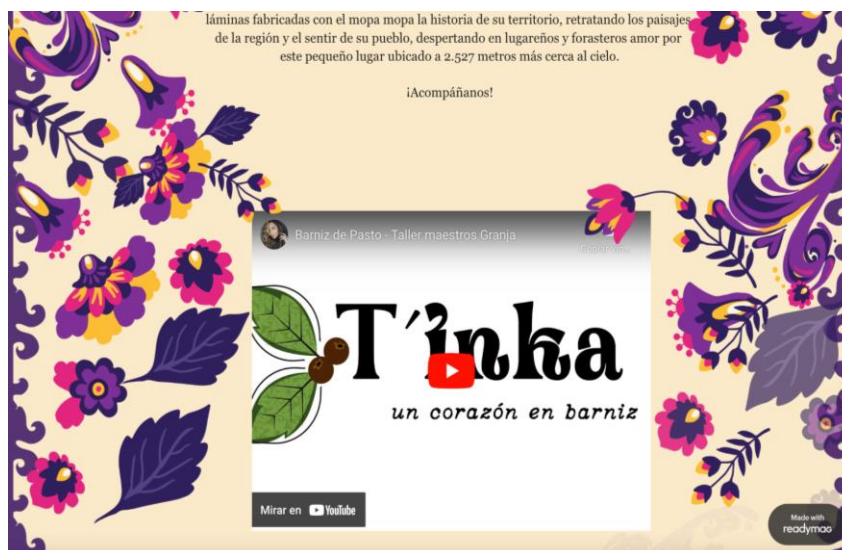 láminas fabricadas con el mopa mopa la historia de su territorio, retratando los paisajes
de la región y el sentir de su pueblo, despertando en lugareños y forasteros amor por
este pequeño lugar ubicado a 2.527 metros más cerca al cielo.
¡Acompáñanos!
Barniz de Pasto - Taller maestros Granja
T´inka
un corazón en barniz
Mirar en YouTube
Made with
readymag